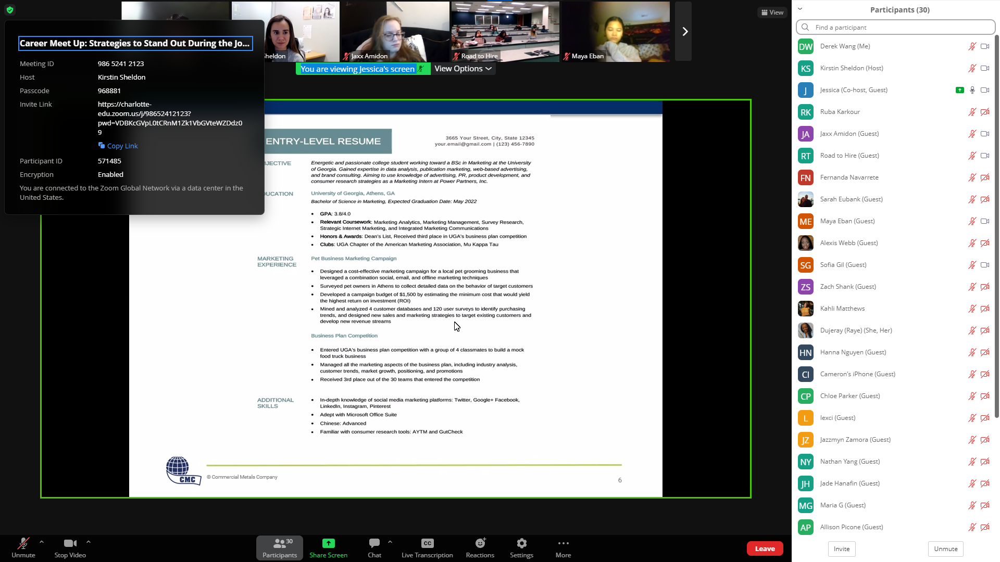 View
Sheldon
Jaxx Amidon
Road to Hire
Maya Eban
You are viewing Jessica's screen
View Options
Career Meet Up: Strategies to Stand Out During the Jo...
Meeting ID 986 5241 2123
Host Kirstin Sheldon
Passcode 968881
Invite Link https://charlotte-
edu.zoom.us/j/98652412123?
pwd=VDBKcGVpL0tCRnM1Zk1VbGVteWZDdz0
9
Copy Link
Participant ID 571485
Encryption Enabled
You are connected to the Zoom Global Network via a data center in the
United States.
ENTRY-LEVEL RESUME
3665 Your Street, City, State 12345
your.email@gmail.com | (123) 456-7890
BJECTIVE
Energetic and passionate college student working toward a BSc in Marketing at the University
of Georgia. Gained expertise in data analysis, publication marketing, web-based advertising,
and brand consulting. Aiming to use knowledge of advertising, PR, product development, and
consumer research strategies as a Marketing Intern at Power Partners, Inc.
DUCATION
University of Georgia, Athens, GA
Bachelor of Science in Marketing, Expected Graduation Date: May 2022
• GPA: 3.8/4.0
• Relevant Coursework: Marketing Analytics, Marketing Management, Survey Research,
Strategic Internet Marketing, and Integrated Marketing Communications
• Honors & Awards: Dean's List, Received third place in UGA's business plan competition
• Clubs: UGA Chapter of the American Marketing Association, Mu Kappa Tau
MARKETING
EXPERIENCE
Pet Business Marketing Campaign
• Designed a cost-effective marketing campaign for a local pet grooming business that
leveraged a combination social, email, and offline marketing techniques
• Surveyed pet owners in Athens to collect detailed data on the behavior of target customers
• Developed a campaign budget of $1,500 by estimating the minimum cost that would yield
the highest return on investment (ROI)
• Mined and analyzed 4 customer databases and 120 user surveys to identify purchasing
trends, and designed new sales and marketing strategies to target existing customers and
develop new revenue streams
Business Plan Competition
• Entered UGA's business plan competition with a group of 4 classmates to build a mock
food truck business
• Managed all the marketing aspects of the business plan, including industry analysis,
customer trends, market growth, positioning, and promotions
• Received 3rd place out of the 30 teams that entered the competition
ADDITIONAL
SKILLS
• In-depth knowledge of social media marketing platforms: Twitter, Google+ Facebook,
LinkedIn, Instagram, Pinterest
• Adept with Microsoft Office Suite
• Chinese: Advanced
• Familiar with consumer research tools: AYTM and GutCheck
CMC
© Commercial Metals Company
6
Unmute
Stop Video
30
Participants
Share Screen
Chat
CC
Live Transcription
Reactions
Settings
More
Leave
Participants (30)
Find a participant
DW Derek Wang (Me)
KS Kirstin Sheldon (Host)
J Jessica (Co-host, Guest)
RK Ruba Karkour
JA Jaxx Amidon (Guest)
RT Road to Hire (Guest)
FN Fernanda Navarrete
Sarah Eubank (Guest)
ME Maya Eban (Guest)
Alexis Webb (Guest)
SG Sofia Gil (Guest)
ZS Zach Shank (Guest)
Kahli Matthews
Dujeray (Raye) (She, Her)
HN Hanna Nguyen (Guest)
CI Cameron's iPhone (Guest)
CP Chloe Parker (Guest)
L lexci (Guest)
JZ Jazzmyn Zamora (Guest)
NY Nathan Yang (Guest)
JH Jade Hanafin (Guest)
MG Maria G (Guest)
AP Allison Picone (Guest)
Invite
Unmute